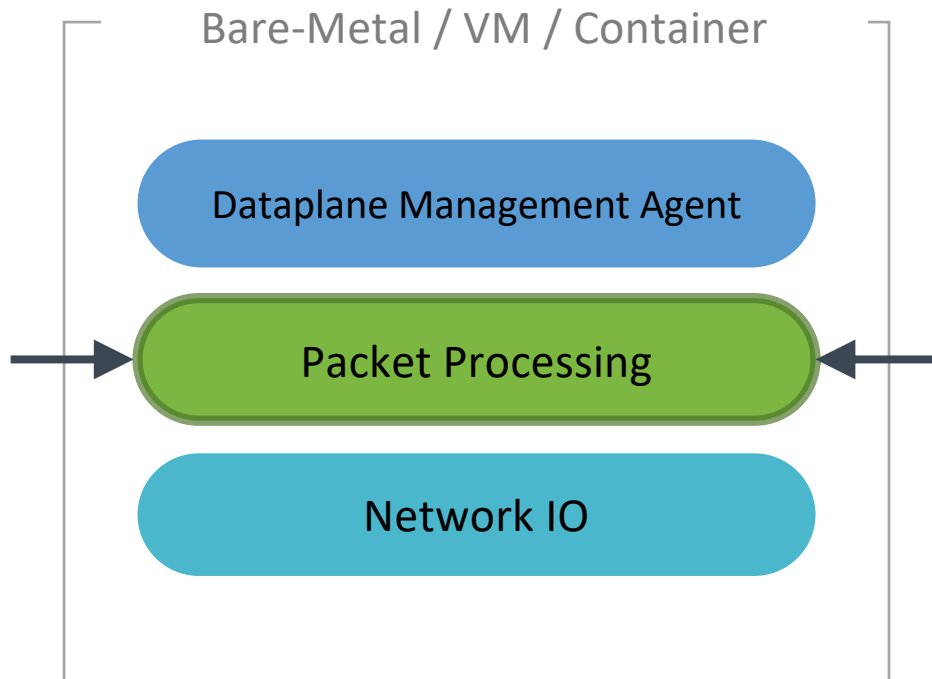 Bare-Metal / VM / Container
Dataplane Management Agent
Packet Processing
Network IO